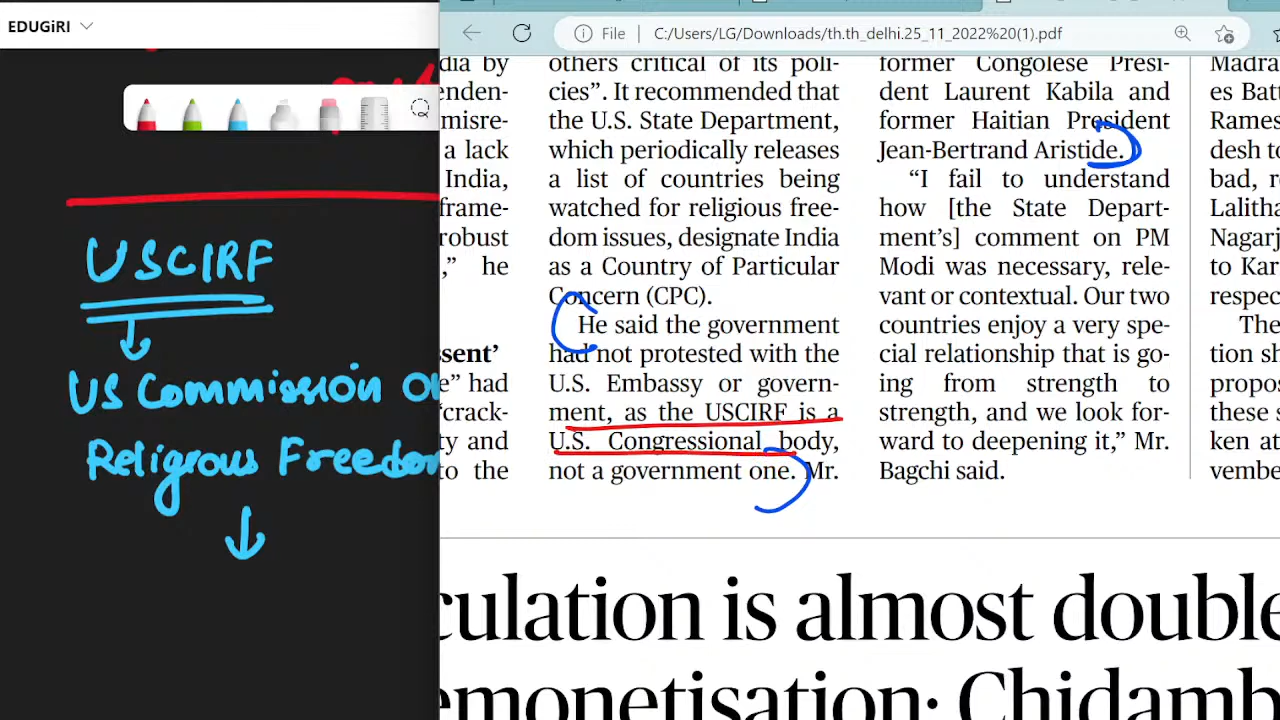 EDUGiRI
File
C:/Users/LG/Downloads/th.th_delhi.25_11_2022%20(1).pdf
USCIRF
US Commission
Religious Freedom
dia by
enden-
misre-
a lack
India,
frame-
robust
,” he
sent’
e” had
“crack-
ty and
to the
others critical of its poli-
cies”. It recommended that
the U.S. State Department,
which periodically releases
a list of countries being
watched for religious free-
dom issues, designate India
as a Country of Particular
Concern (CPC).
He said the government
had not protested with the
U.S. Embassy or govern-
ment, as the USCIRF is a
U.S. Congressional body,
not a government one. Mr.
former Congolese Presi-
dent Laurent Kabila and
former Haitian President
Jean-Bertrand Aristide.
“I fail to understand
how [the State Depart-
ment’s] comment on PM
Modi was necessary, rele-
vant or contextual. Our two
countries enjoy a very spe-
cial relationship that is go-
ing from strength to
strength, and we look for-
ward to deepening it,” Mr.
Bagchi said.
Madra
es Batt
Rames
desh to
bad, r
Lalitha
Nagarj
to Kar
respec
The
tion sh
propos
these s
ken at
vembe
culation is almost double
emonetisation: Chidamb